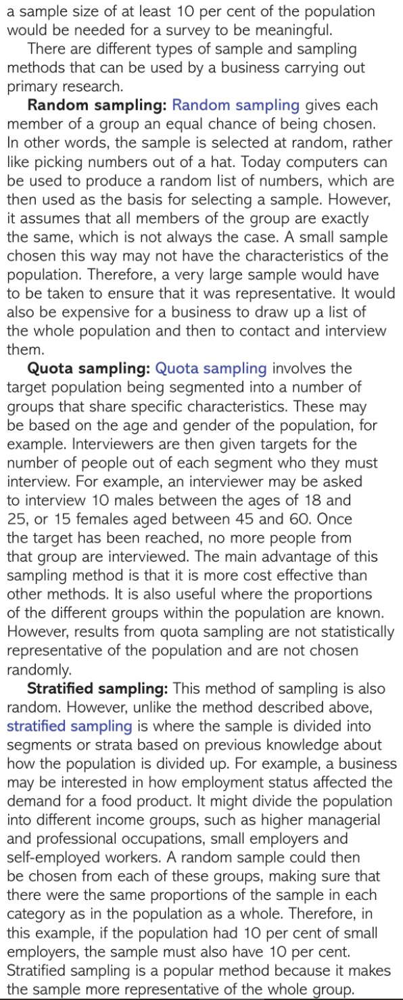 a sample size of at least 10 per cent of the population
would be needed for a survey to be meaningful.
There are different types of sample and sampling
methods that can be used by a business carrying out
primary research.
Random sampling: Random sampling gives each
member of a group an equal chance of being chosen.
In other words, the sample is selected at random, rather
like picking numbers out of a hat. Today computers can
be used to produce a random list of numbers, which are
then used as the basis for selecting a sample. However,
it assumes that all members of the group are exactly
the same, which is not always the case. A small sample
chosen this way may not have the characteristics of the
population. Therefore, a very large sample would have
to be taken to ensure that it was representative. It would
also be expensive for a business to draw up a list of
the whole population and then to contact and interview
them.
Quota sampling: Quota sampling involves the
target population being segmented into a number of
groups that share specific characteristics. These may
be based on the age and gender of the population, for
example. Interviewers are then given targets for the
number of people out of each segment who they must
interview. For example, an interviewer may be asked
to interview 10 males between the ages of 18 and
25, or 15 females aged between 45 and 60. Once
the target has been reached, no more people from
that group are interviewed. The main advantage of this
sampling method is that it is more cost effective than
other methods. It is also useful where the proportions
of the different groups within the population are known.
However, results from quota sampling are not statistically
representative of the population and are not chosen
randomly.
Stratified sampling: This method of sampling is also
random. However, unlike the method described above,
stratified sampling is where the sample is divided into
segments or strata based on previous knowledge about
how the population is divided up. For example, a business
may be interested in how employment status affected the
demand for a food product. It might divide the population
into different income groups, such as higher managerial
and professional occupations, small employers and
self-employed workers. A random sample could then
be chosen from each of these groups, making sure that
there were the same proportions of the sample in each
category as in the population as a whole. Therefore, in
this example, if the population had 10 per cent of small
employers, the sample must also have 10 per cent.
Stratified sampling is a popular method because it makes
the sample more representative of the whole group.